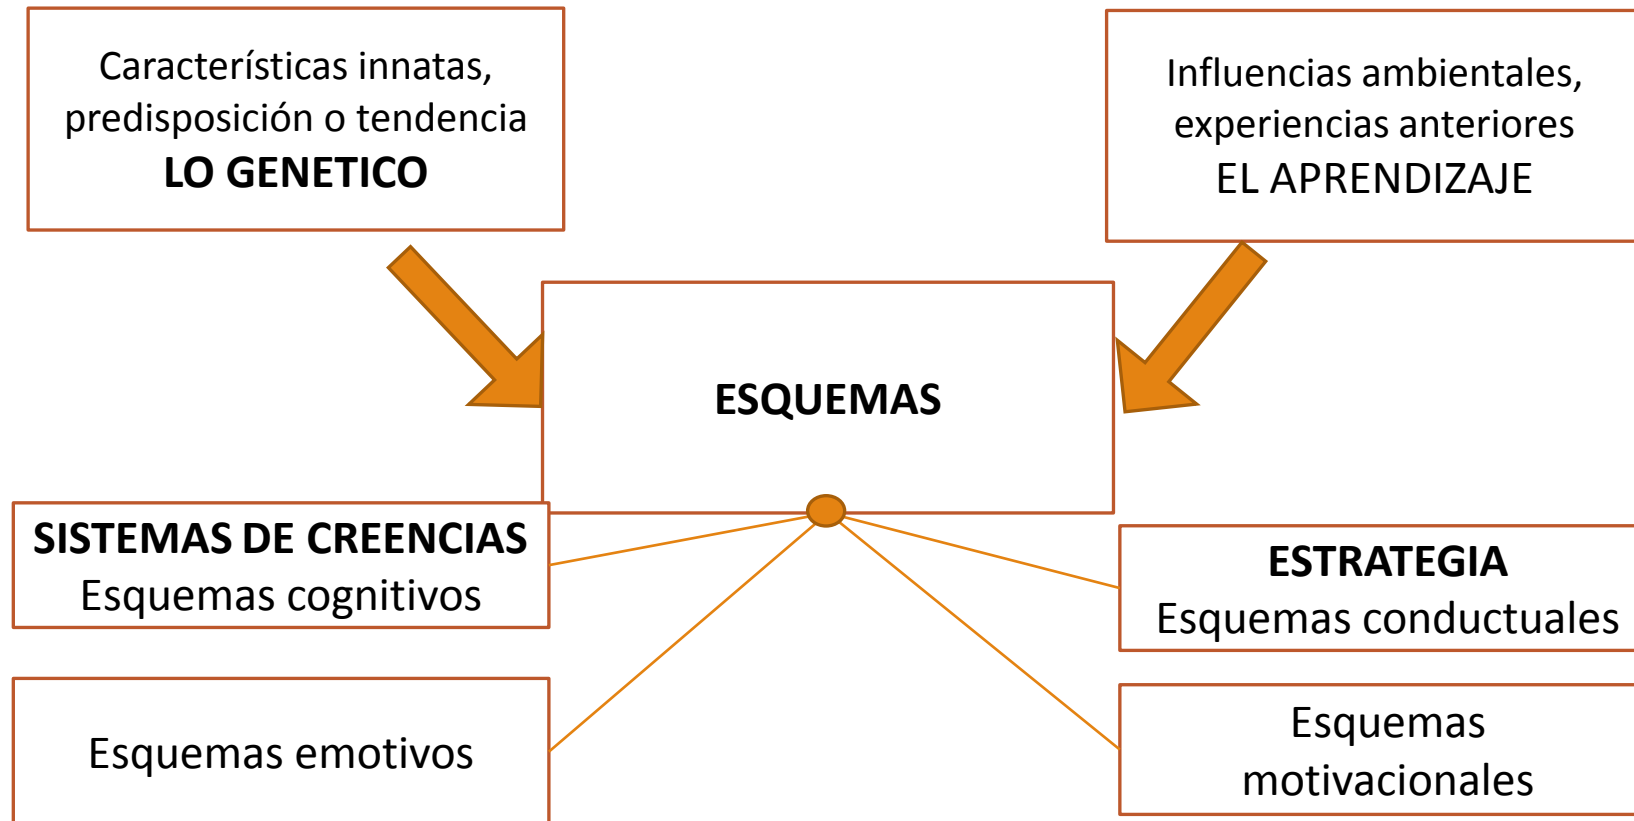 Características innatas,
predisposición o tendencia
LO GENETICO
Influencias ambientales,
experiencias anteriores
EL APRENDIZAJE
ESQUEMAS
SISTEMAS DE CREENCIAS
Esquemas cognitivos
ESTRATEGIA
Esquemas conductuales
Esquemas emotivos
Esquemas
motivacionales